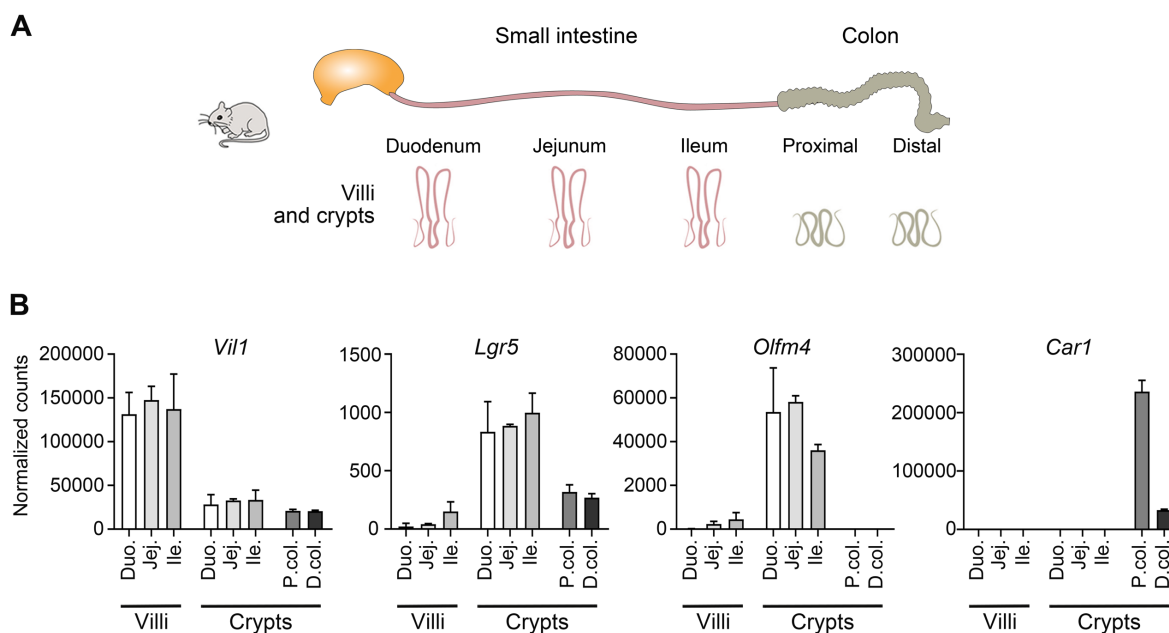 A
Small intestine
Colon
Duodenum
Jejunum
Ileum
Proximal
Distal
Villi
and crypts
B
Normalized counts
Vil1
200000
150000
100000
50000
0
Duo.
Jej.
Ile.
Duo.
Jej.
Ile.
P.col.
D.col.
Villi
Crypts
Lgr5
1500
1000
500
0
Duo.
Jej.
Ile.
Duo.
Jej.
Ile.
P.col.
D.col.
Villi
Crypts
Olfm4
80000
60000
40000
2000
0
Duo.
Jej.
Ile.
Duo.
Jej.
Ile.
P.col.
D.col.
Villi
Crypts
Car1
300000
200000
100000
0
Duo.
Jej.
Ile.
Duo.
Jej.
Ile.
P.col.
D.col.
Villi
Crypts